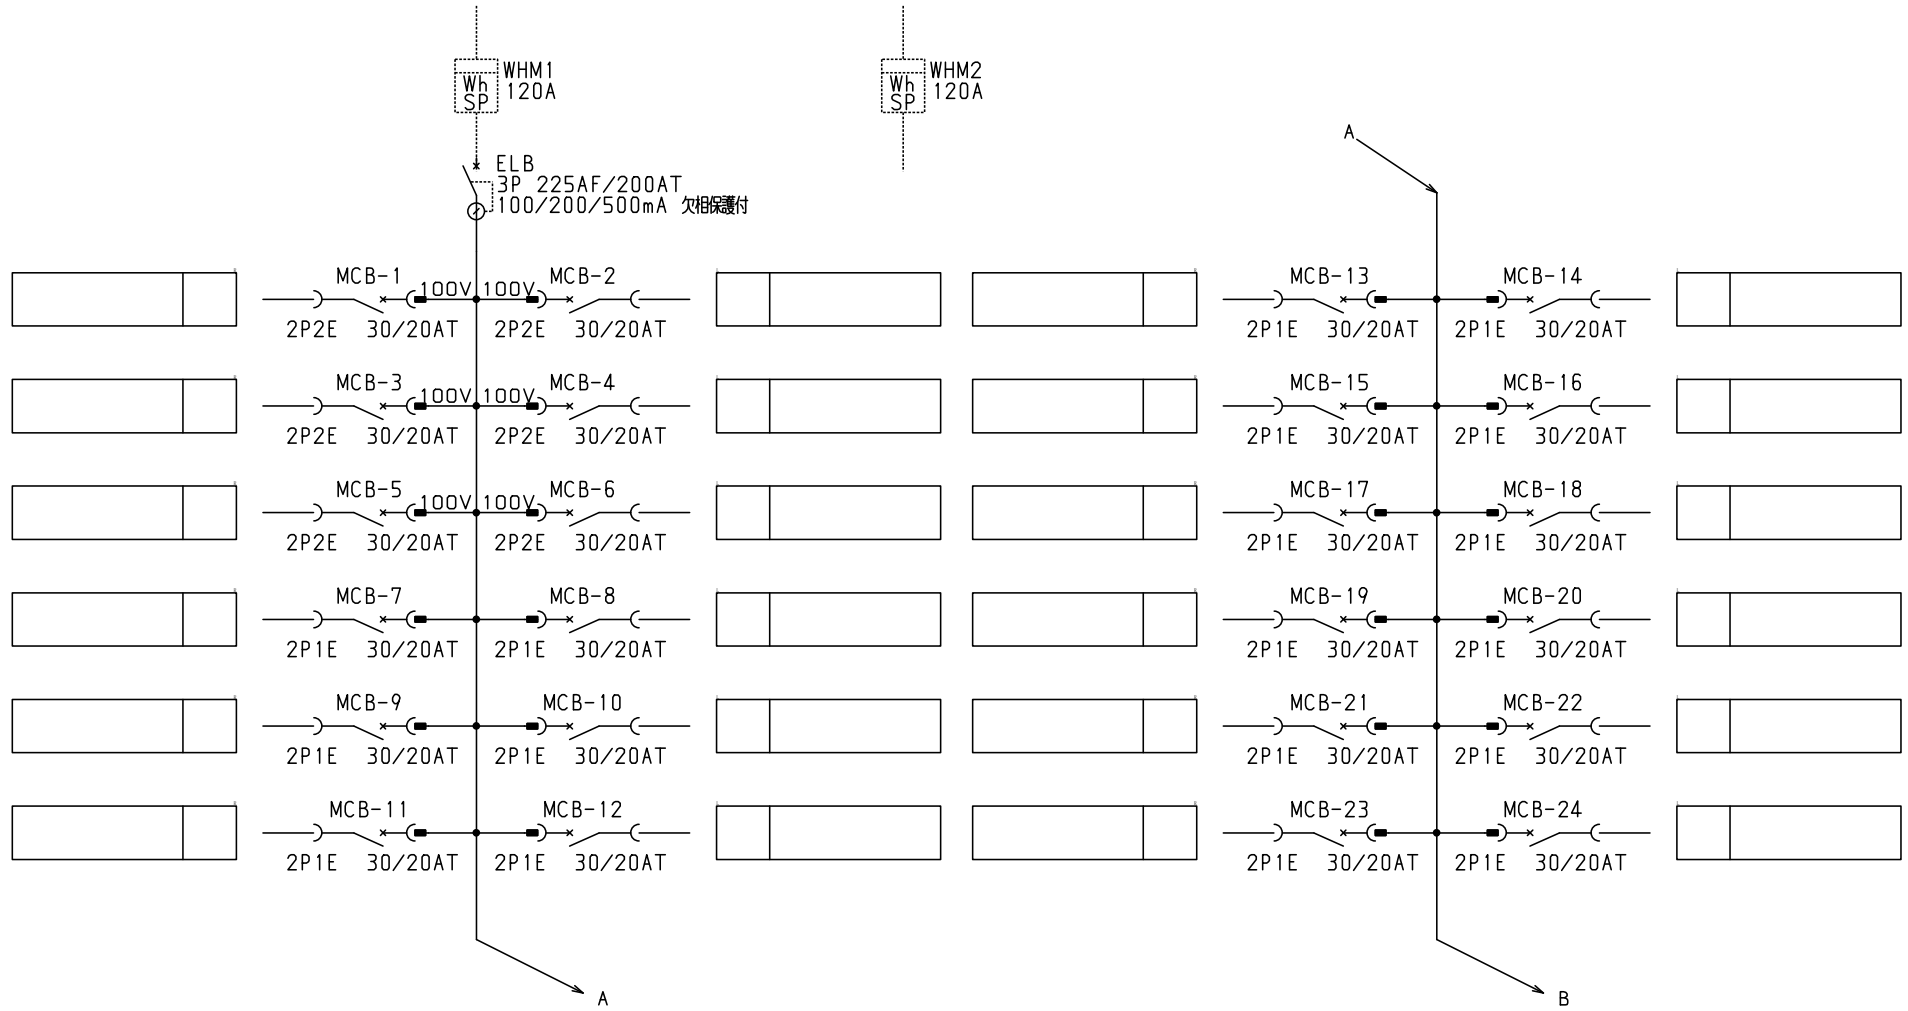 WHM1
Wh
120A
SP
WHM2
Wh
120A
SP
A
ELB
3P 225AF/200AT
100/200/500mA 欠相保護付
MCB-1 100V 100V MCB-2
2P2E 30/20AT 2P2E 30/20AT
MCB-13 MCB-14
2P1E 30/20AT 2P1E 30/20AT
MCB-3 100V 100V MCB-4
2P2E 30/20AT 2P2E 30/20AT
MCB-15 MCB-16
2P1E 30/20AT 2P1E 30/20AT
MCB-5 100V 100V MCB-6
2P2E 30/20AT 2P2E 30/20AT
MCB-17 MCB-18
2P1E 30/20AT 2P1E 30/20AT
MCB-7 MCB-8
2P1E 30/20AT 2P1E 30/20AT
MCB-19 MCB-20
2P1E 30/20AT 2P1E 30/20AT
MCB-9 MCB-10
2P1E 30/20AT 2P1E 30/20AT
MCB-21 MCB-22
2P1E 30/20AT 2P1E 30/20AT
MCB-11 MCB-12
2P1E 30/20AT 2P1E 30/20AT
MCB-23 MCB-24
2P1E 30/20AT 2P1E 30/20AT
A
B